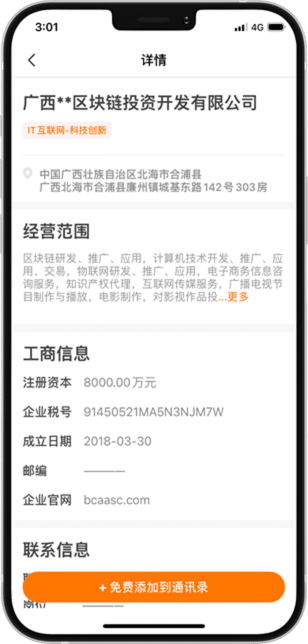 3:01
4G
详情
广西**区块链投资开发有限公司
IT互联网-科技创新
中国广西壮族自治区北海市合浦县
广西北海市合浦县廉州镇城基东路142号303房
经营范围
区块链研发、推广、应用，计算机技术开发、推广、应
用，交易，物联网研发、推广、应用，电子商务信息咨
询服务，知识产权代理，互联网传媒服务，广播电视节
目制作与播放，电影制作，对影视作品投...更多
工商信息
注册资本 8000.00万元
企业税号 91450521MA5N3NJM7W
成立日期 2018-03-30
邮编 ———
企业官网 bcaasc.com
联系信息
+ 免费添加到通讯录